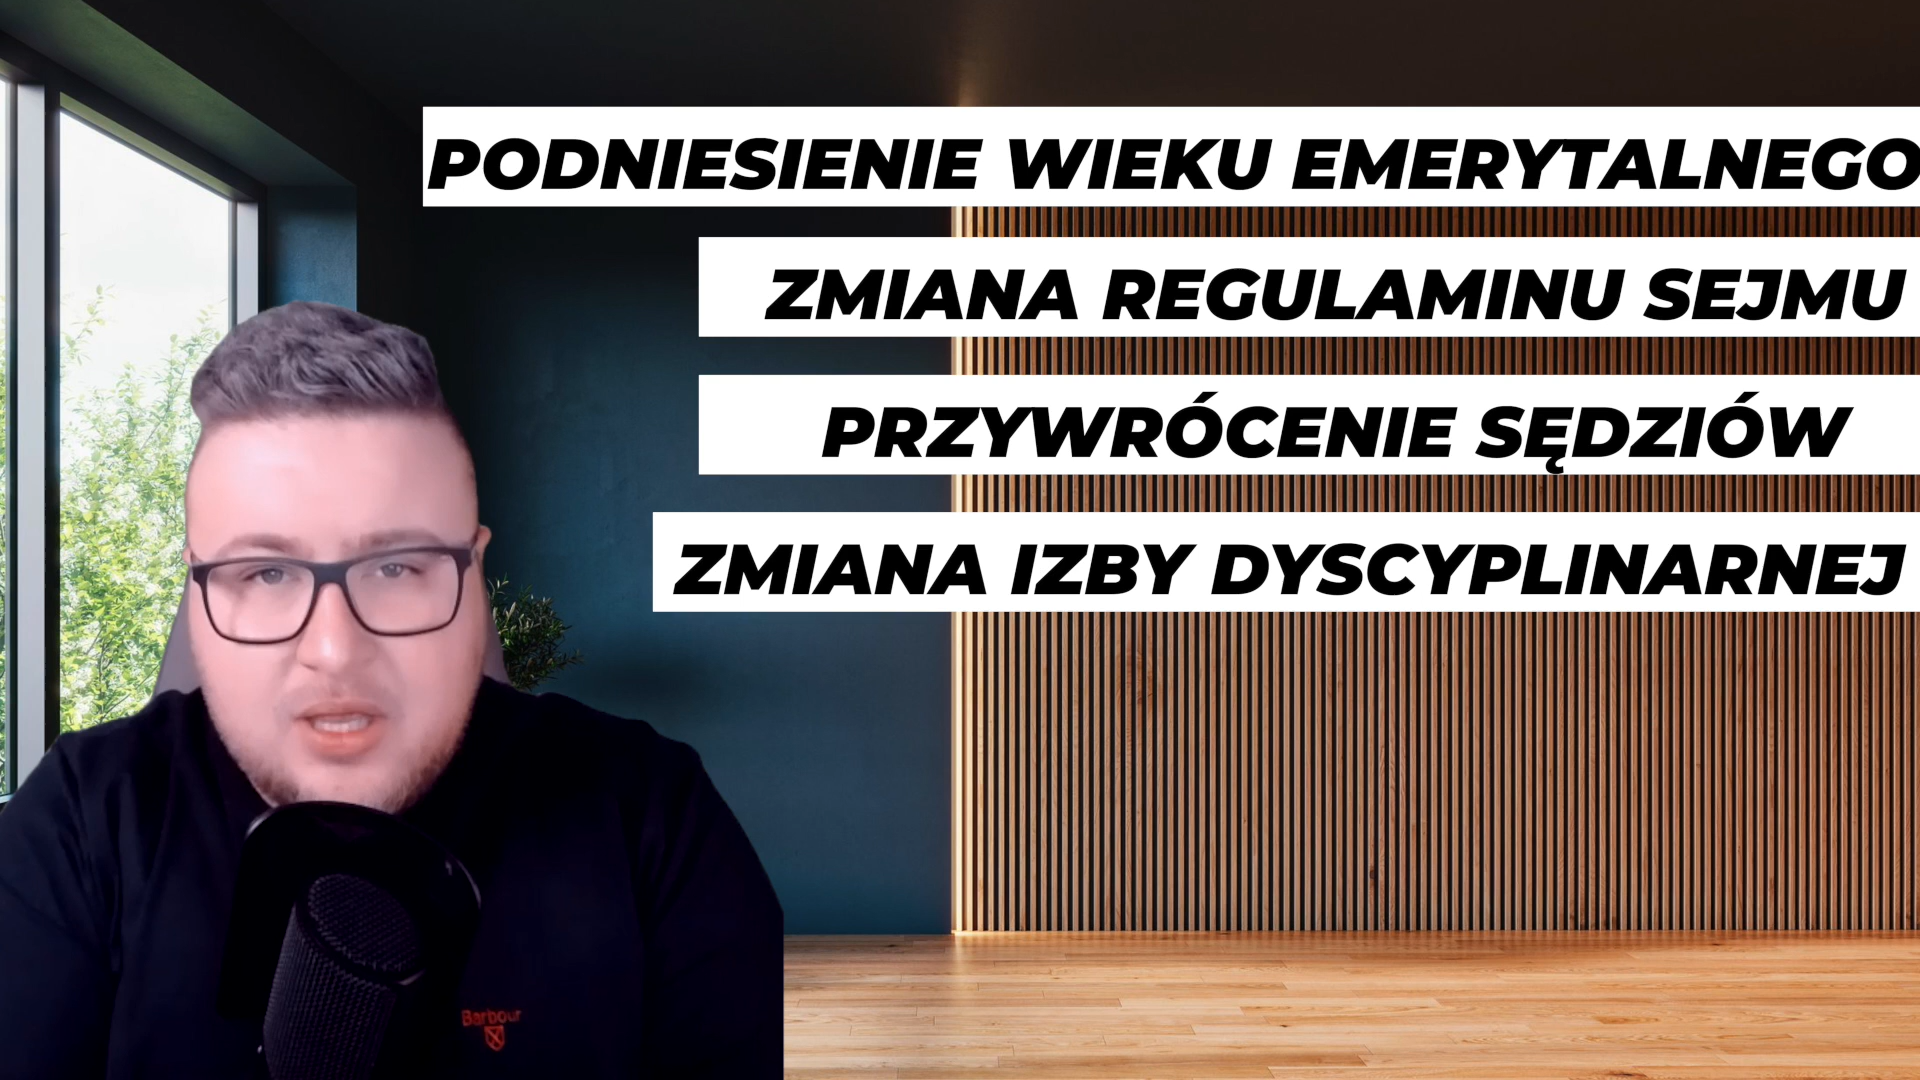 PODNIESIENIE WIEKU EMERYTALNEGO
ZMIANA REGULAMINU SEJMU
PRZYWRÓCENIE SĘDZIÓW
ZMIANA IZBY DYSCYPLINARNEJ
Barbour